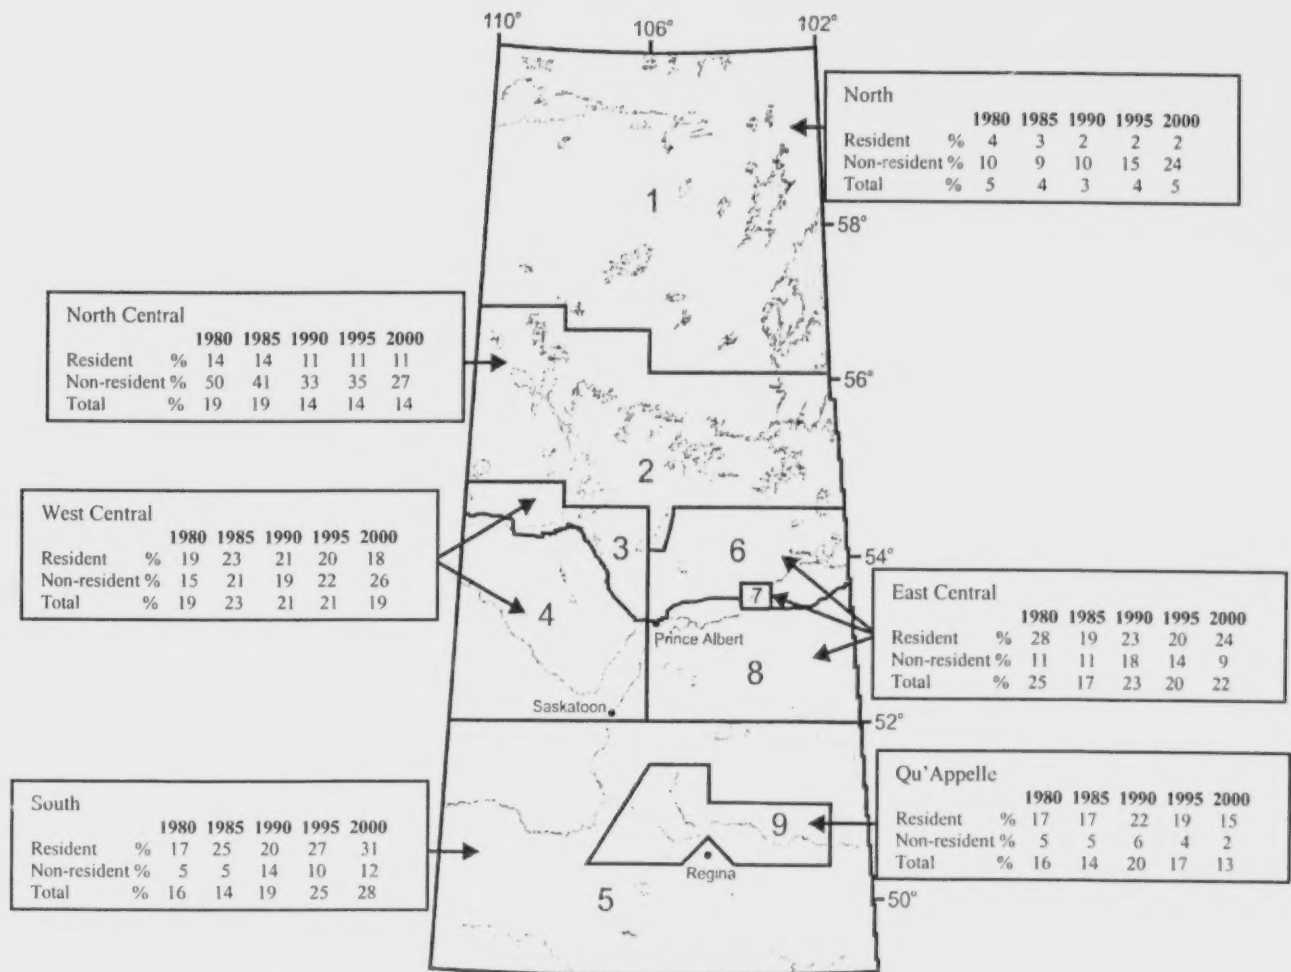 110° 106° 102°
North
1980 1985 1990 1995 2000
Resident % 4 3 2 2 2
Non-resident % 10 9 10 15 24
Total % 5 4 3 4 5
1
58°
North Central
1980 1985 1990 1995 2000
Resident % 14 14 11 11 11
Non-resident % 50 41 33 35 27
Total % 19 19 14 14 14
56°
2
West Central
1980 1985 1990 1995 2000
Resident % 19 23 21 20 18
Non-resident % 15 21 19 22 26
Total % 19 23 21 21 19
3 6
54°
East Central
1980 1985 1990 1995 2000
Resident % 28 19 23 20 24
Non-resident % 11 11 18 14 9
Total % 25 17 23 20 22
7
4
Prince Albert
8
Saskatoon
52°
South
1980 1985 1990 1995 2000
Resident % 17 25 20 27 31
Non-resident % 5 5 14 10 12
Total % 16 14 19 25 28
Qu'Appelle
1980 1985 1990 1995 2000
Resident % 17 17 22 19 15
Non-resident % 5 5 6 4 2
Total % 16 14 20 17 13
9
Regina
5
50°